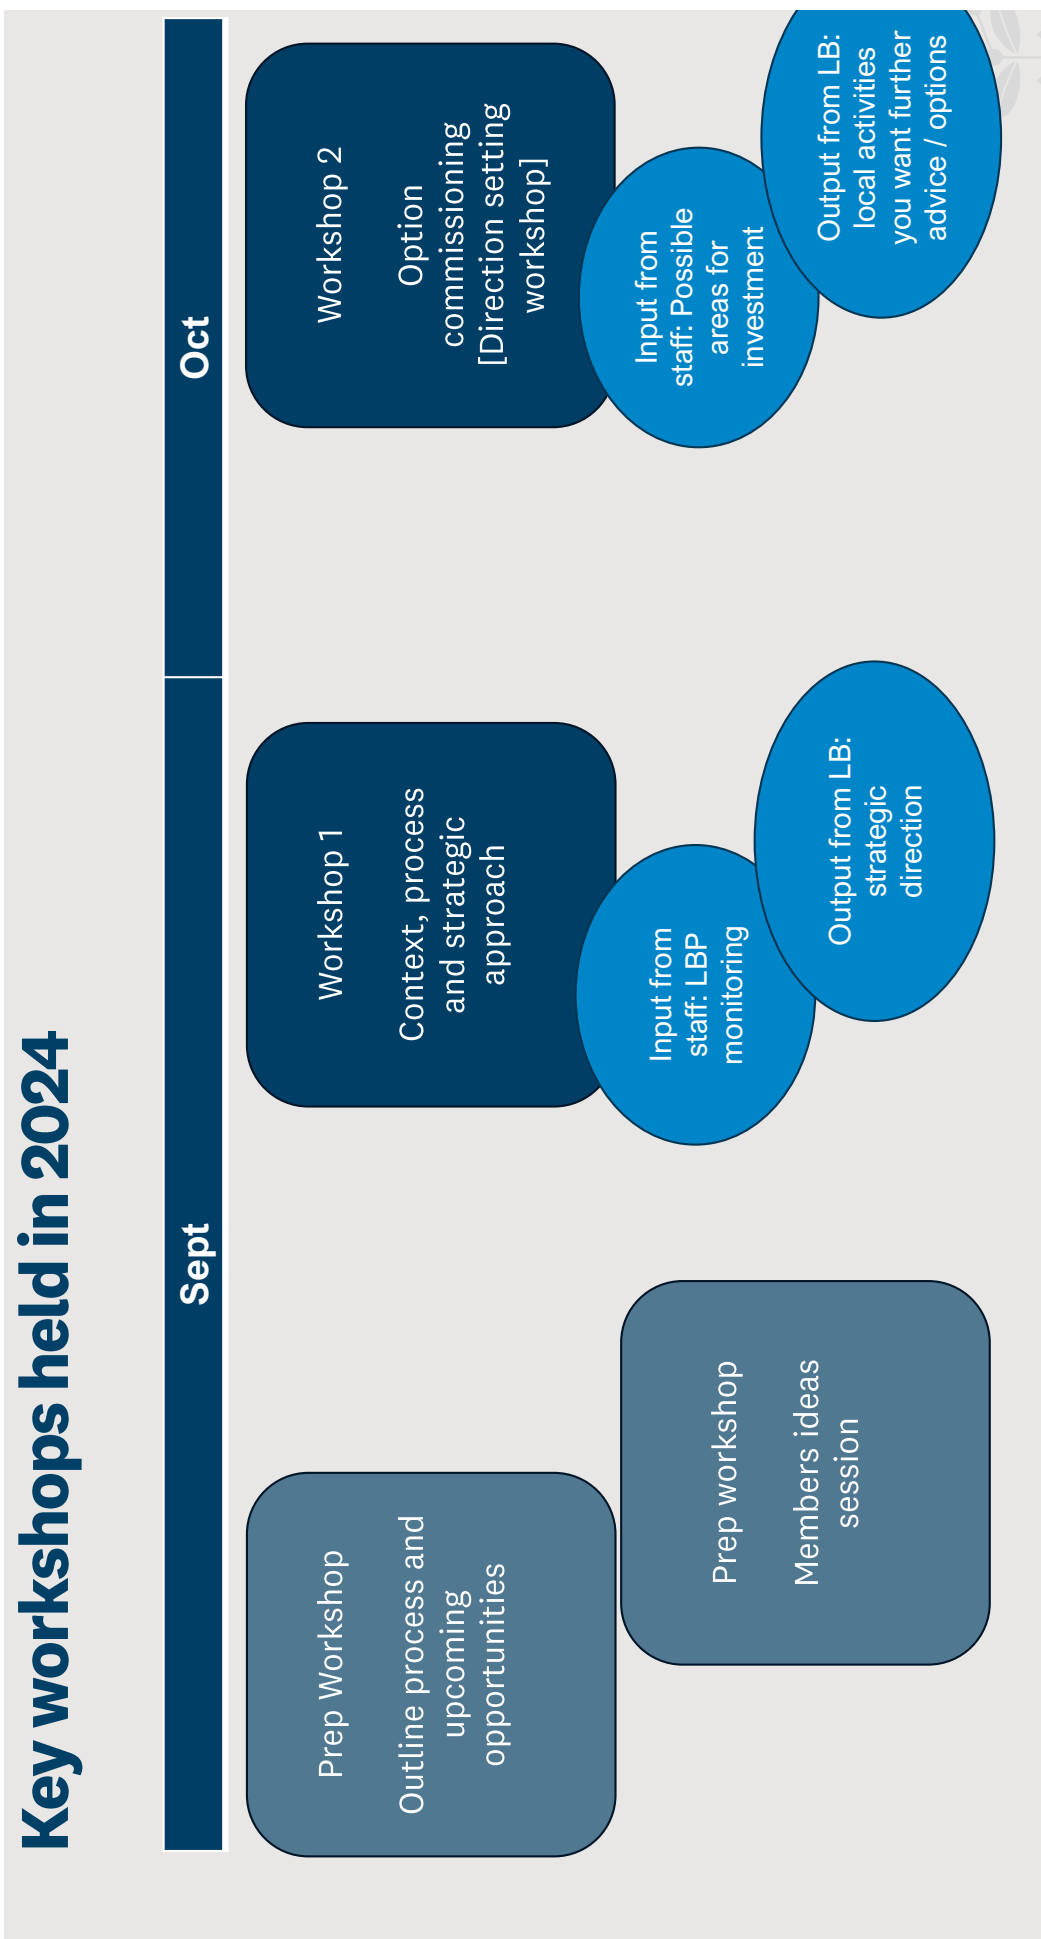 Key workshops held in 2024
Sept
Oct
Prep Workshop
Outline process and
upcoming
opportunities
Prep workshop
Members ideas
session
Workshop 1
Context, process
and strategic
approach
Input from
staff: LBP
monitoring
Output from LB:
strategic
direction
Workshop 2
Option
commissioning
[Direction setting
workshop]
Input from
staff: Possible
areas for
investment
Output from LB:
local activities
you want further
advice / options